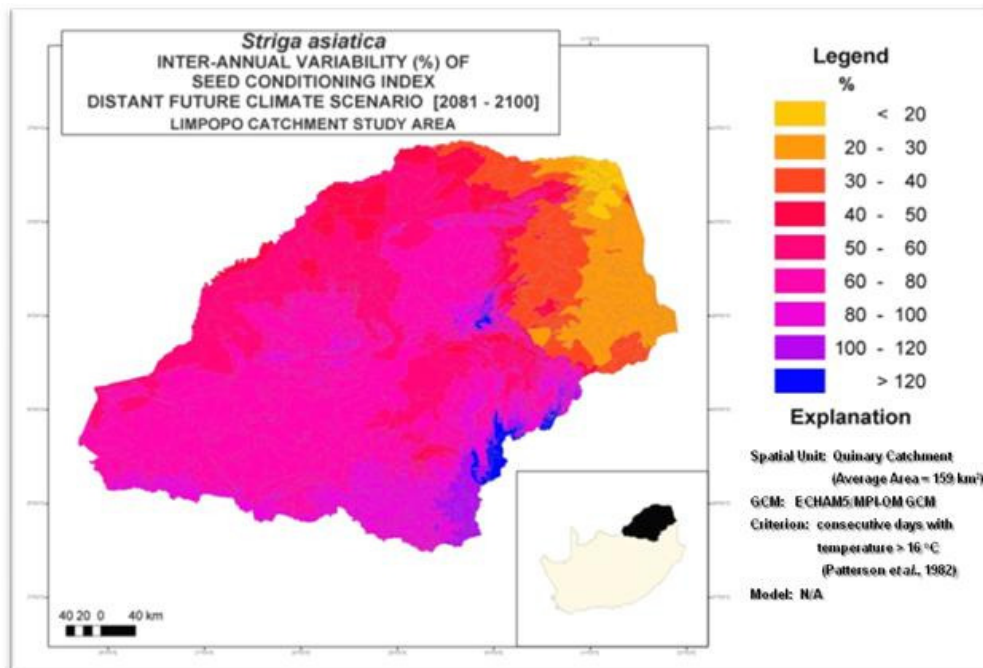 Striga asiatica
INTER-ANNUAL VARIABILITY (%) OF
SEED CONDITIONING INDEX
DISTANT FUTURE CLIMATE SCENARIO [2081 - 2100]
LIMPOPO CATCHMENT STUDY AREA
Legend
%
< 20
20 - 30
30 - 40
40 - 50
50 - 60
60 - 80
80 - 100
100 - 120
> 120
Explanation
Spatial Unit: Quinary Catchment
(Average Area = 159 km²)
GCM: ECHAM5/MPI-OM GCM
Criterion: consecutive days with
temperature > 16 °C
(Patterson et al., 1982)
Model: N/A
40 20 0 40 km